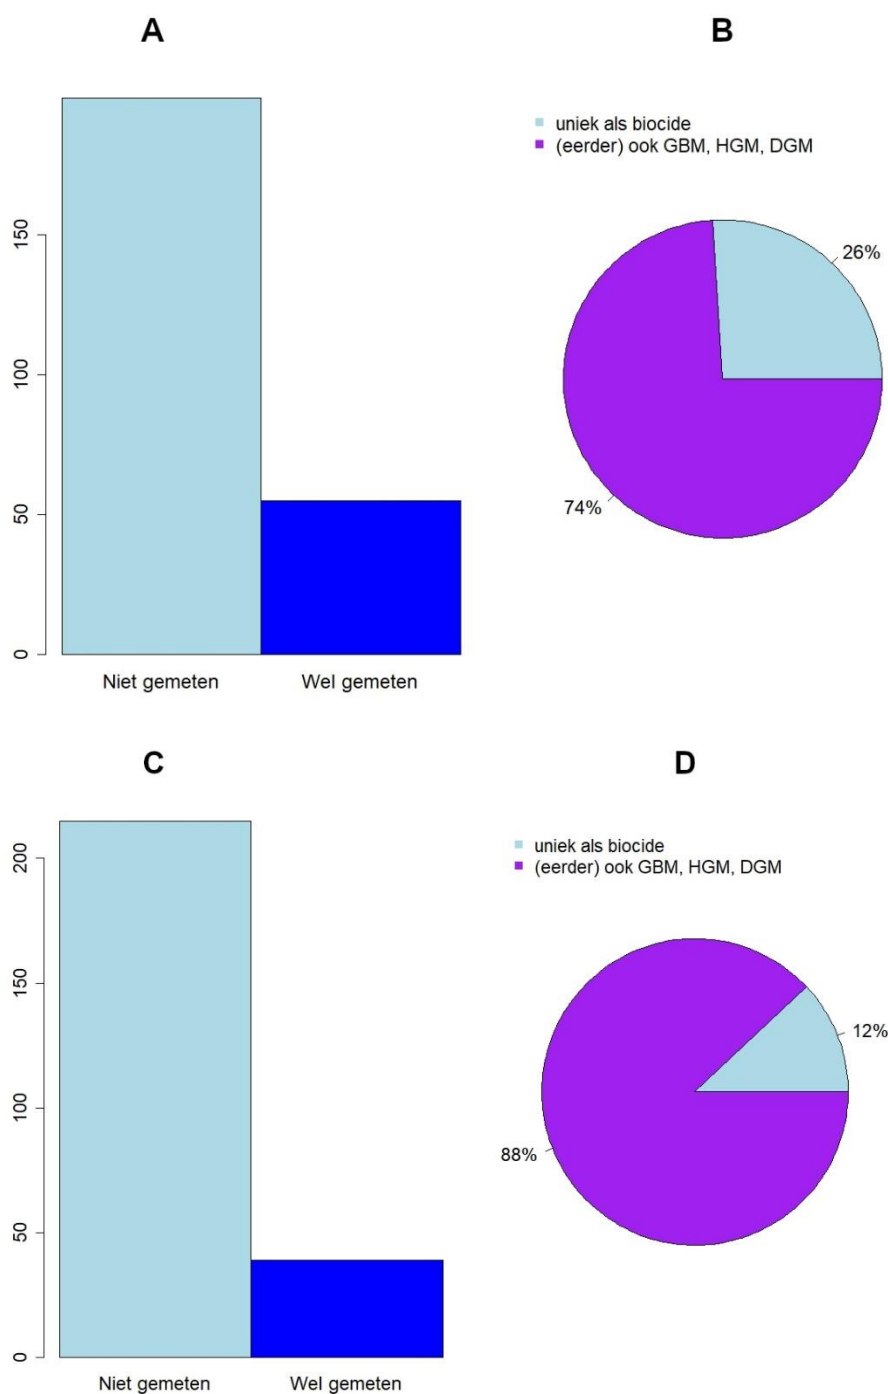 A
0
50
100
150
Niet gemeten
Wel gemeten
B
uniek als biocide
(eerder) ook GBM, HGM, DGM
26%
74%
C
0
50
100
150
200
Niet gemeten
Wel gemeten
D
uniek als biocide
(eerder) ook GBM, HGM, DGM
12%
88%